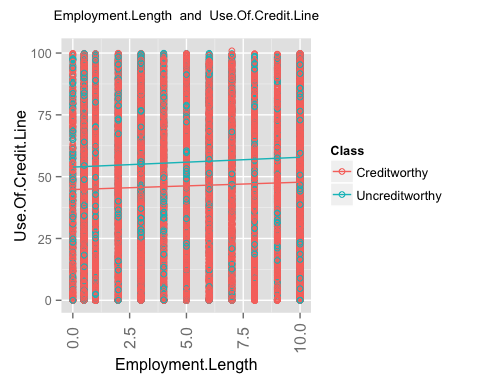 Employment.Length and Use.Of.Credit.Line
Use.Of.Credit.Line
100
75
50
25
0
0.0
2.5
5.0
7.5
10.0
Employment.Length
Class
Creditworthy
Uncreditworthy